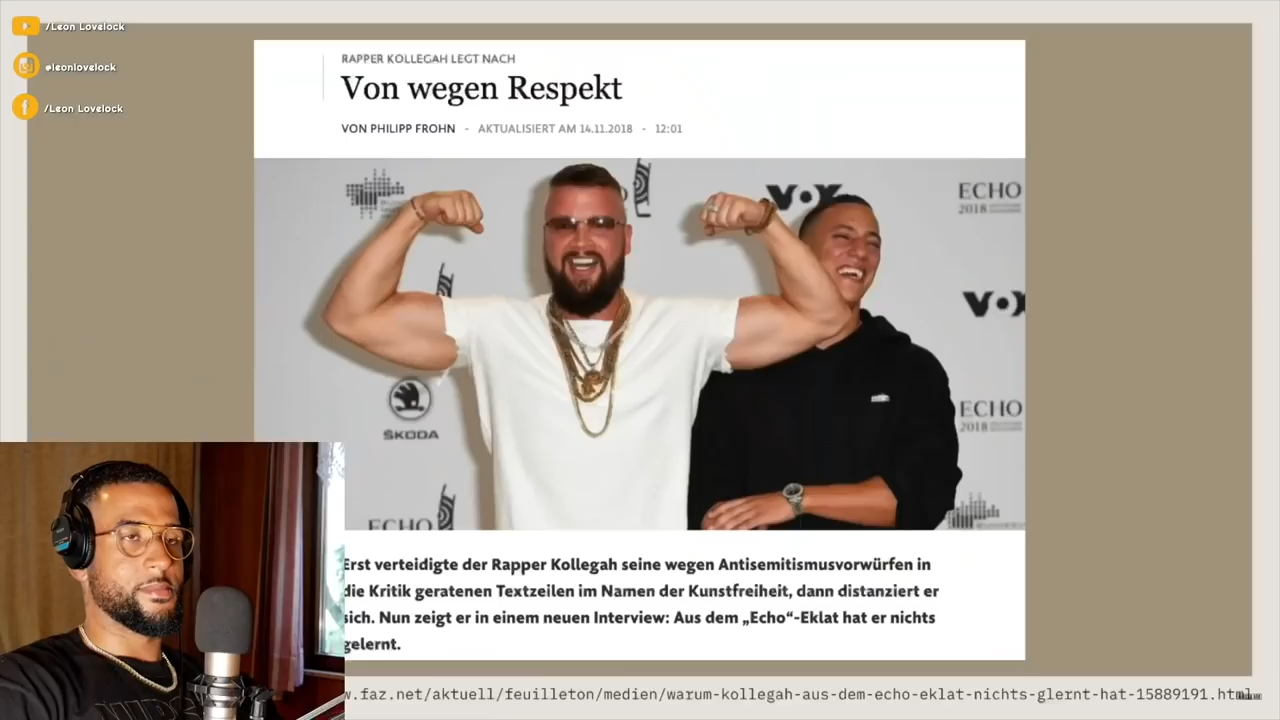 /Leon Lovelock
@leonlovelock
/Leon Lovelock
RAPPER KOLLEGAH LEGT NACH
Von wegen Respekt
VON PHILIPP FROHN - AKTUALISIERT AM 14.11.2018 - 12:01
VOX
ECHO
2018
VOX
ŠKODA
ECHO
2018
ECHO
Erst verteidigte der Rapper Kollegah seine wegen Antisemitismusvorwürfen in
die Kritik geratenen Textzeilen im Namen der Kunstfreiheit, dann distanziert er
sich. Nun zeigt er in einem neuen Interview: Aus dem „Echo“-Eklat hat er nichts
gelernt.
w.faz.net/aktuell/feuilleton/medien/warum-kollegah-aus-dem-echo-eklat-nichts-glernt-hat-15889191.html